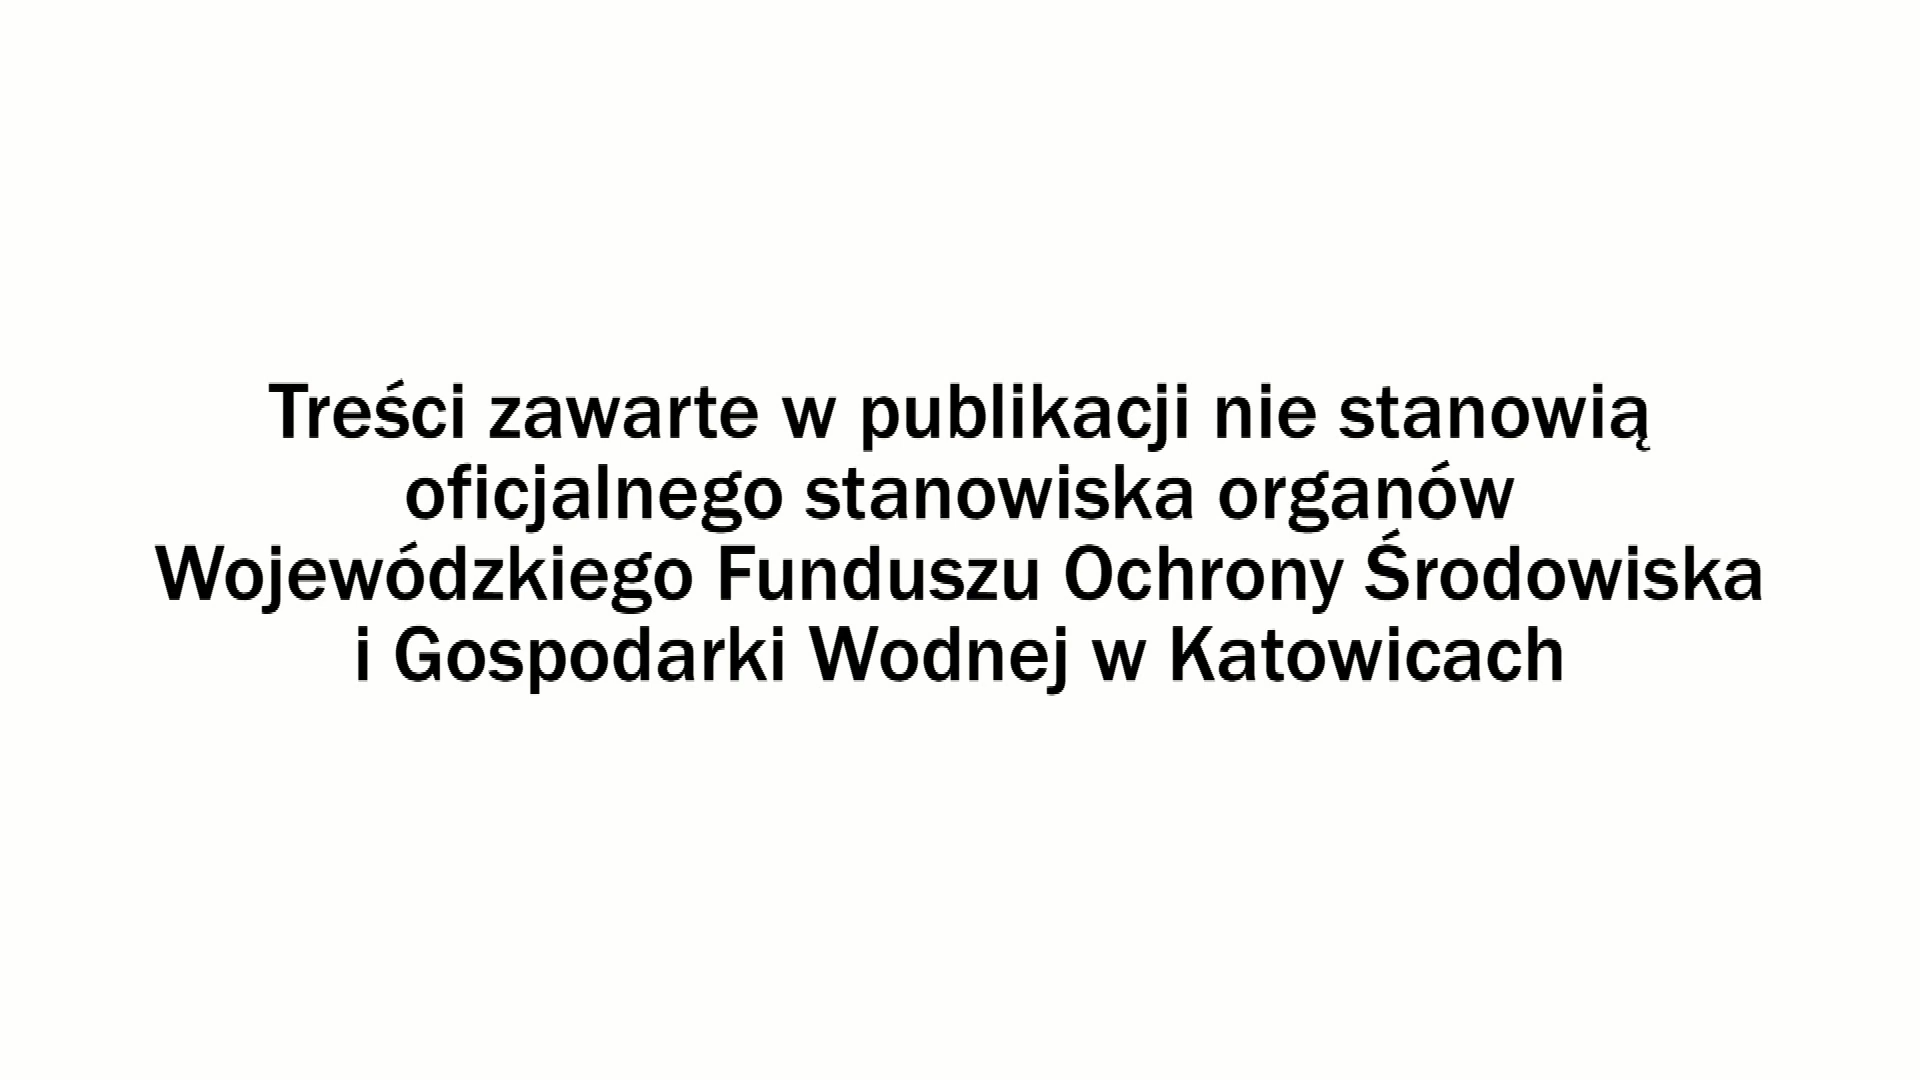 Treści zawarte w publikacji nie stanowią
oficjalnego stanowiska organów
Wojewódzkiego Funduszu Ochrony Środowiska
i Gospodarki Wodnej w Katowicach